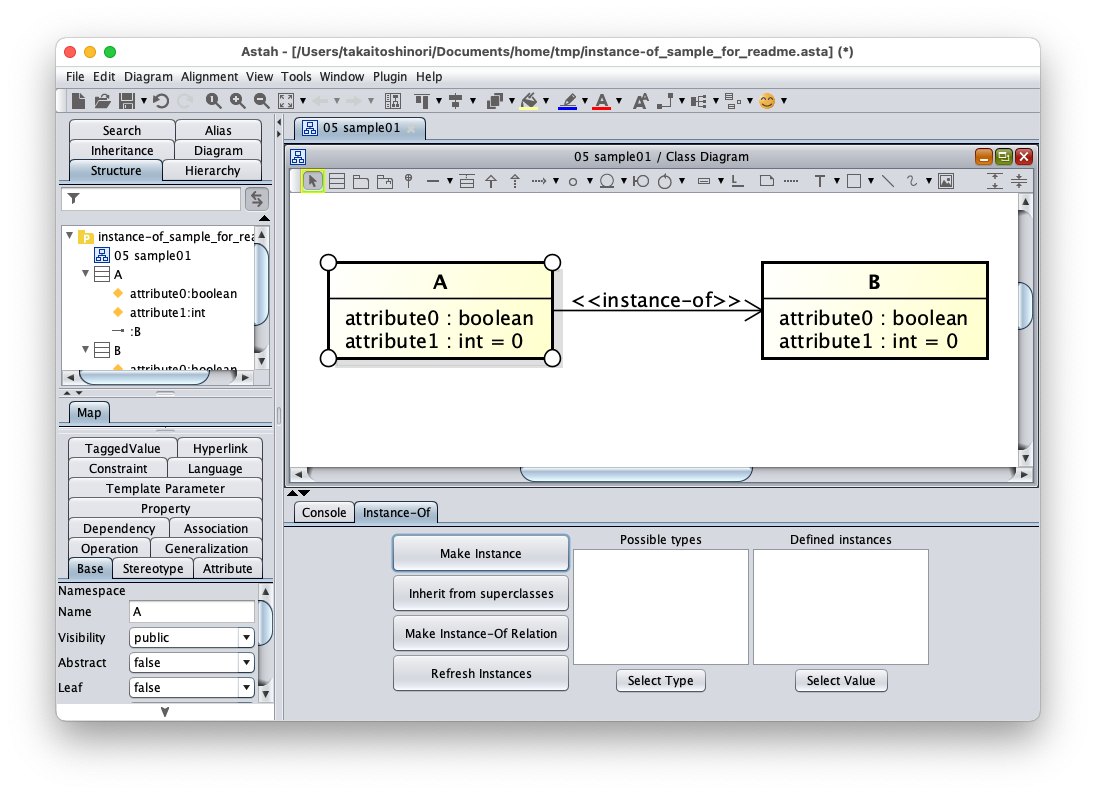 Astah - [/Users/takaitoshinori/Documents/home/tmp/instance-of_sample_for_readme.asta] (*)
File Edit Diagram Alignment View Tools Window Plugin Help
Search Alias
Inheritance Diagram
Structure Hierarchy
instance-of_sample_for_rea
05 sample01
A
attribute0:boolean
attribute1:int
:B
B
attribute0:boolean
Map
TaggedValue Hyperlink
Constraint Language
Template Parameter
Property
Dependency Association
Operation Generalization
Base Stereotype Attribute
Namespace
Name A
Visibility public
Abstract false
Leaf false
05 sample01
05 sample01 / Class Diagram
A
attribute0 : boolean
attribute1 : int = 0
<<instance-of>>
B
attribute0 : boolean
attribute1 : int = 0
Console Instance-Of
Make Instance
Inherit from superclasses
Make Instance-Of Relation
Refresh Instances
Possible types
Select Type
Defined instances
Select Value